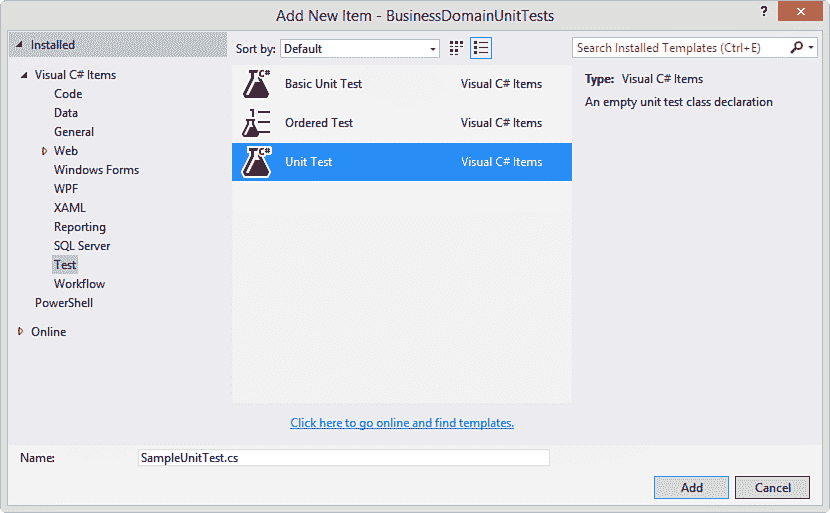 Add New Item - BusinessDomainUnitTests
?
Installed
Sort by: Default
Search Installed Templates (Ctrl+E)
Visual C# Items
Code
Data
General
Web
Windows Forms
WPF
XAML
Reporting
SQL Server
Test
Workflow
PowerShell
Online
C# Basic Unit Test Visual C# Items
Ordered Test Visual C# Items
C# Unit Test Visual C# Items
Type: Visual C# Items
An empty unit test class declaration
Click here to go online and find templates.
Name: SampleUnitTest.cs
Add
Cancel